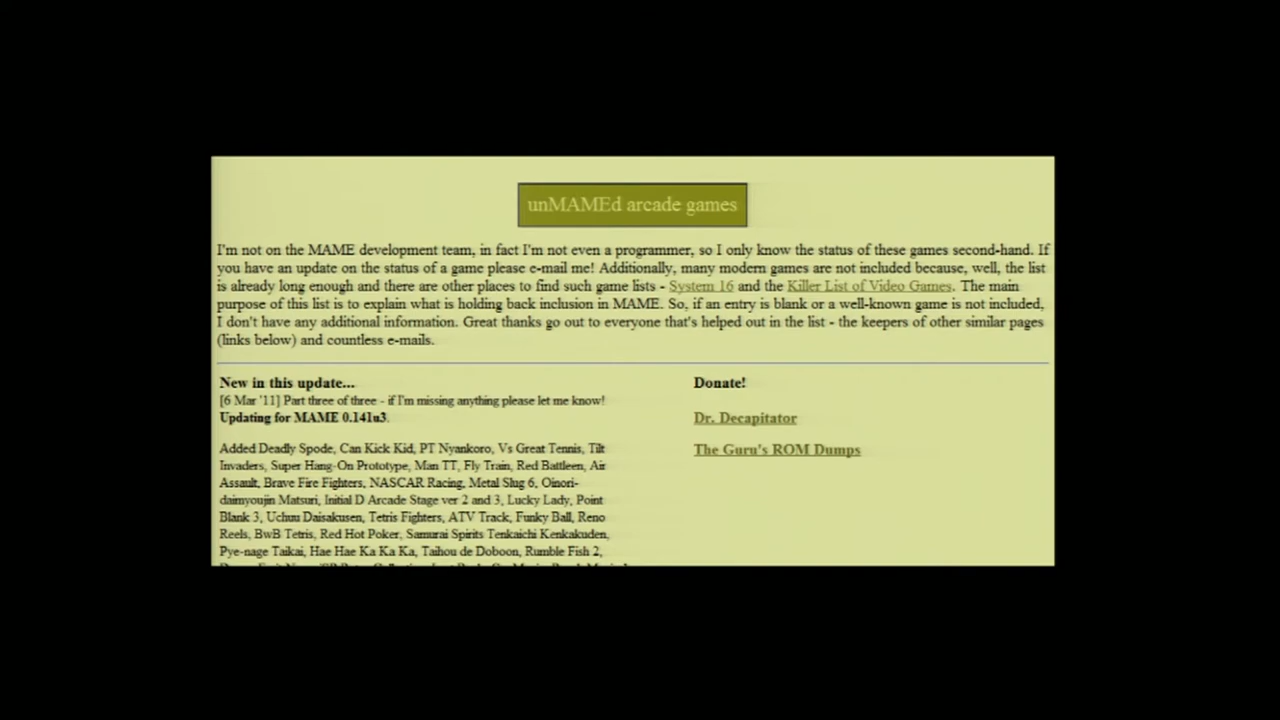 unMAMEd arcade games
I'm not on the MAME development team, in fact I'm not even a programmer, so I only know the status of these games second-hand. If
you have an update on the status of a game please e-mail me! Additionally, many modern games are not included because, well, the list
is already long enough and there are other places to find such game lists - System 16 and the Killer List of Video Games. The main
purpose of this list is to explain what is holding back inclusion in MAME. So, if an entry is blank or a well-known game is not included,
I don't have any additional information. Great thanks go out to everyone that's helped out in the list - the keepers of other similar pages
(links below) and countless e-mails.
New in this update...
[6 Mar '11] Part three of three - if I'm missing anything please let me know!
Updating for MAME 0.141u3.
Added Deadly Spode, Can Kick Kid, PT Nyankoro, Vs Great Tennis, Tilt
Invaders, Super Hang-On Prototype, Man TT, Fly Train, Red Battleen, Air
Assault, Brave Fire Fighters, NASCAR Racing, Metal Slug 6, Oinori-
daimyoujin Matsuri, Initial D Arcade Stage ver 2 and 3, Lucky Lady, Point
Blank 3, Uchuu Daisakusen, Tetris Fighters, ATV Track, Funky Ball, Reno
Reels, BwB Tetris, Red Hot Poker, Samurai Spirits Tenkaichi Kenkakuden,
Pye-nage Taikai, Hae Hae Ka Ka Ka, Taihou de Doboon, Rumble Fish 2,
Donate!
Dr. Decapitator
The Guru's ROM Dumps